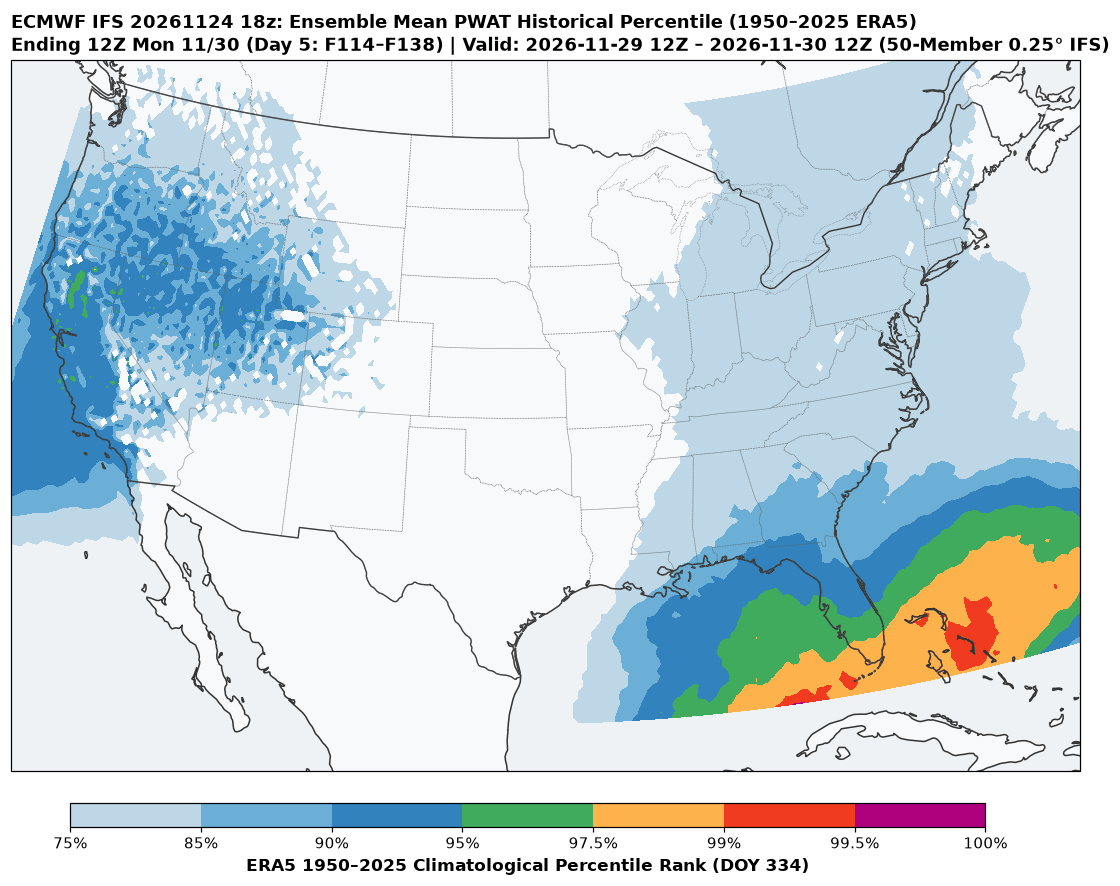 ECMWF IFS 20261124 18z: Ensemble Mean PWAT Historical Percentile (1950–2025 ERA5)
Ending 12Z Mon 11/30 (Day 5: F114–F138) | Valid: 2026-11-29 12Z – 2026-11-30 12Z (50-Member 0.25° IFS)
75% 85% 90% 95% 97.5% 99% 99.5% 100%
ERA5 1950–2025 Climatological Percentile Rank (DOY 334)